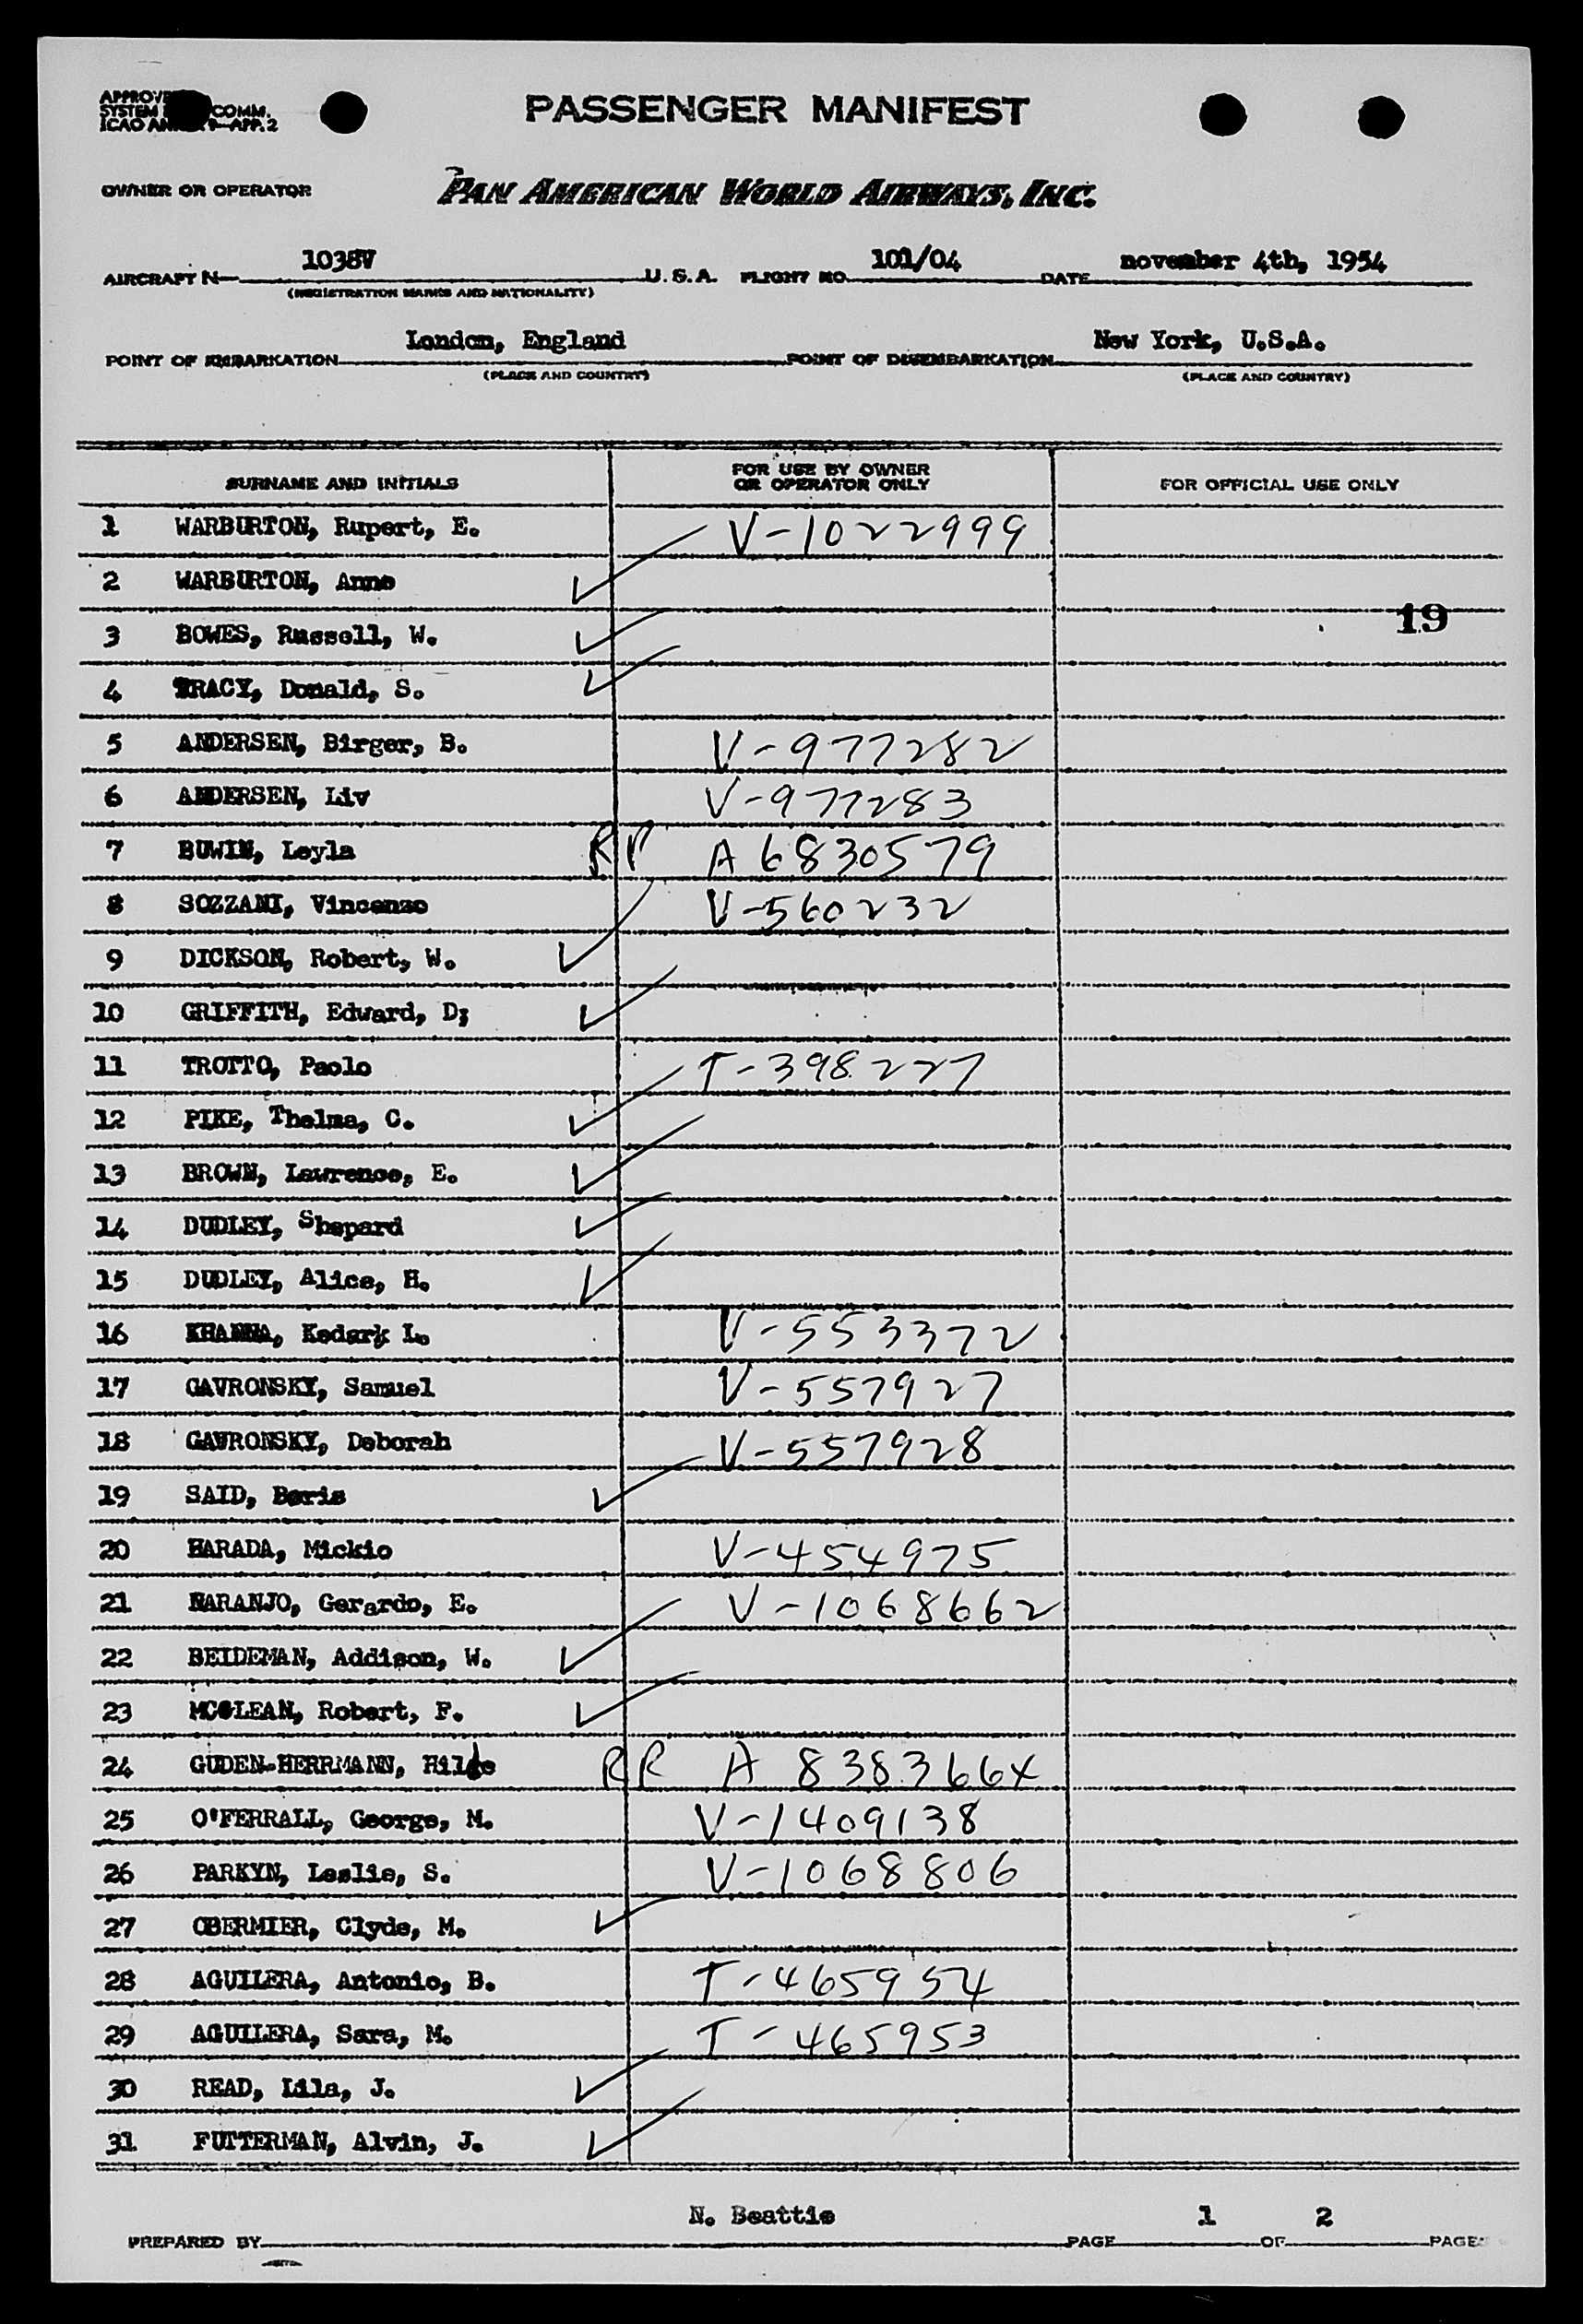 PASSENGER MANIFEST
SYSTEM COMM.
ICAO APP. 2
OWNER OR OPERATOR PAN AMERICAN WORLD AIRWAYS, INC.
AIRCRAFT N 1038V U.S.A. FLIGHT NO. 101/04 DATE november 4th, 1954
(REGISTRATION MARKS AND NATIONALITY)
POINT OF EMBARKATION London, England POINT OF DISEMBARKATION New York, U.S.A.
(PLACE AND COUNTRY) (PLACE AND COUNTRY)
SURNAME AND INITIALS FOR USE BY OWNER OR OPERATOR ONLY FOR OFFICIAL USE ONLY
1 WARBURTON, Rupert, E. V-1022999
2 WARBURTON, Anne
19
3 BOWES, Russell, W.
4 TRACY, Donald, S.
5 ANDERSEN, Birger, B. V-977282
6 ANDERSEN, Liv V-977283
7 BUWIN, Leyla RP A6830579
8 SOZZANI, Vincenzo V-560232
9 DICKSON, Robert, W.
10 GRIFFITH, Edward, D;
11 TROTTO, Paolo T-398227
12 PIKE, Thelma, C.
13 BROWN, Lawrence, E.
14 DUDLEY, Shepard
15 DUDLEY, Alice, H.
16 KHANNA, L. V-553372
17 GAVRONSKY, Samuel V-557927
18 GAVRONSKY, Deborah V-557928
19 SAID, Boris
20 HARADA, Mickio V-454975
21 NARANJO, Gerardo, E. V-1068662
22 BEIDEMAN, Addison, W.
23 MCCLEAN, Robert, F.
24 GUDEN-HERRMANN, Hilde RR A 8383664
25 O'FERRALL, George, M. V-1409138
26 PARKYN, Leslie, S. V-1068806
27 OBERMIER, Clyde, M.
28 AGUILERA, Antonio, B. T-465954
29 AGUILERA, Sara, M. T-465953
30 READ, Lila, J.
31 FUTTERMAN, Alvin, J.
PREPARED BY N. Beattie PAGE 1 OF 2 PAGES